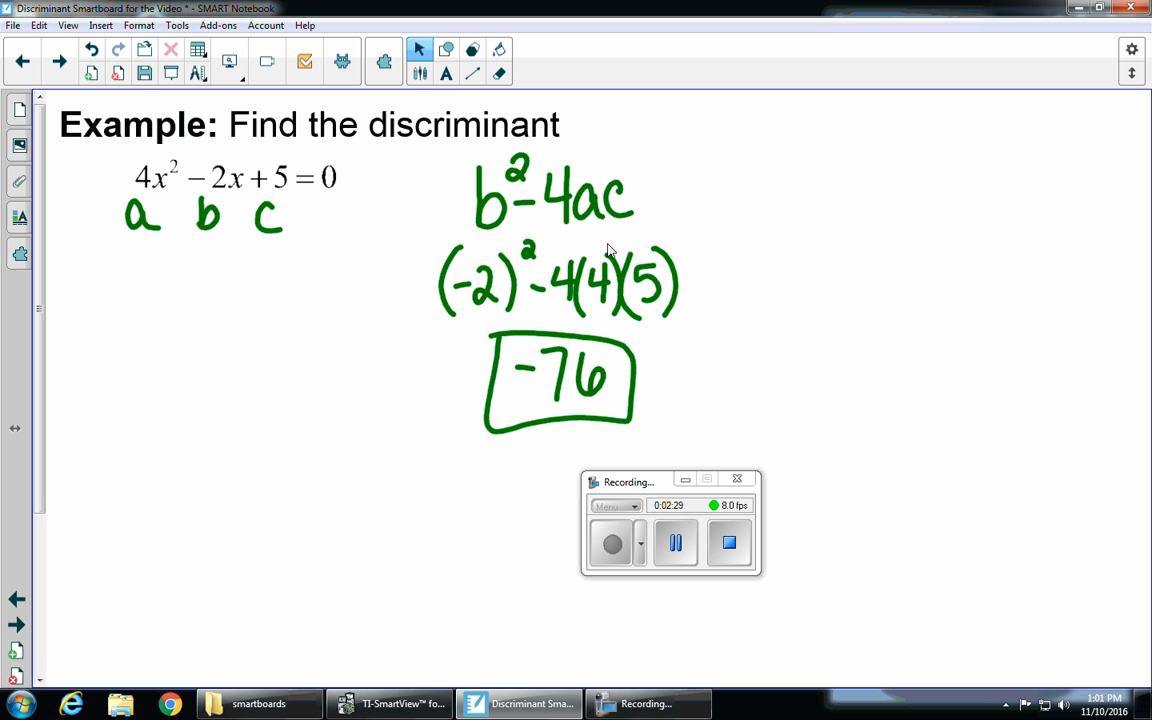 Discriminant Smartboard for the Video * - SMART Notebook
File Edit View Insert Format Tools Add-ons Account Help
Example: Find the discriminant
4x² − 2x + 5 = 0
a b c
b² - 4ac
(-2)² - 4(4)(5)
-76
Recording...
Menu 0:02:29 8.0 fps
smartboards TI-SmartView™ fo... Discriminant Sma... Recording... 1:01 PM
11/10/2016